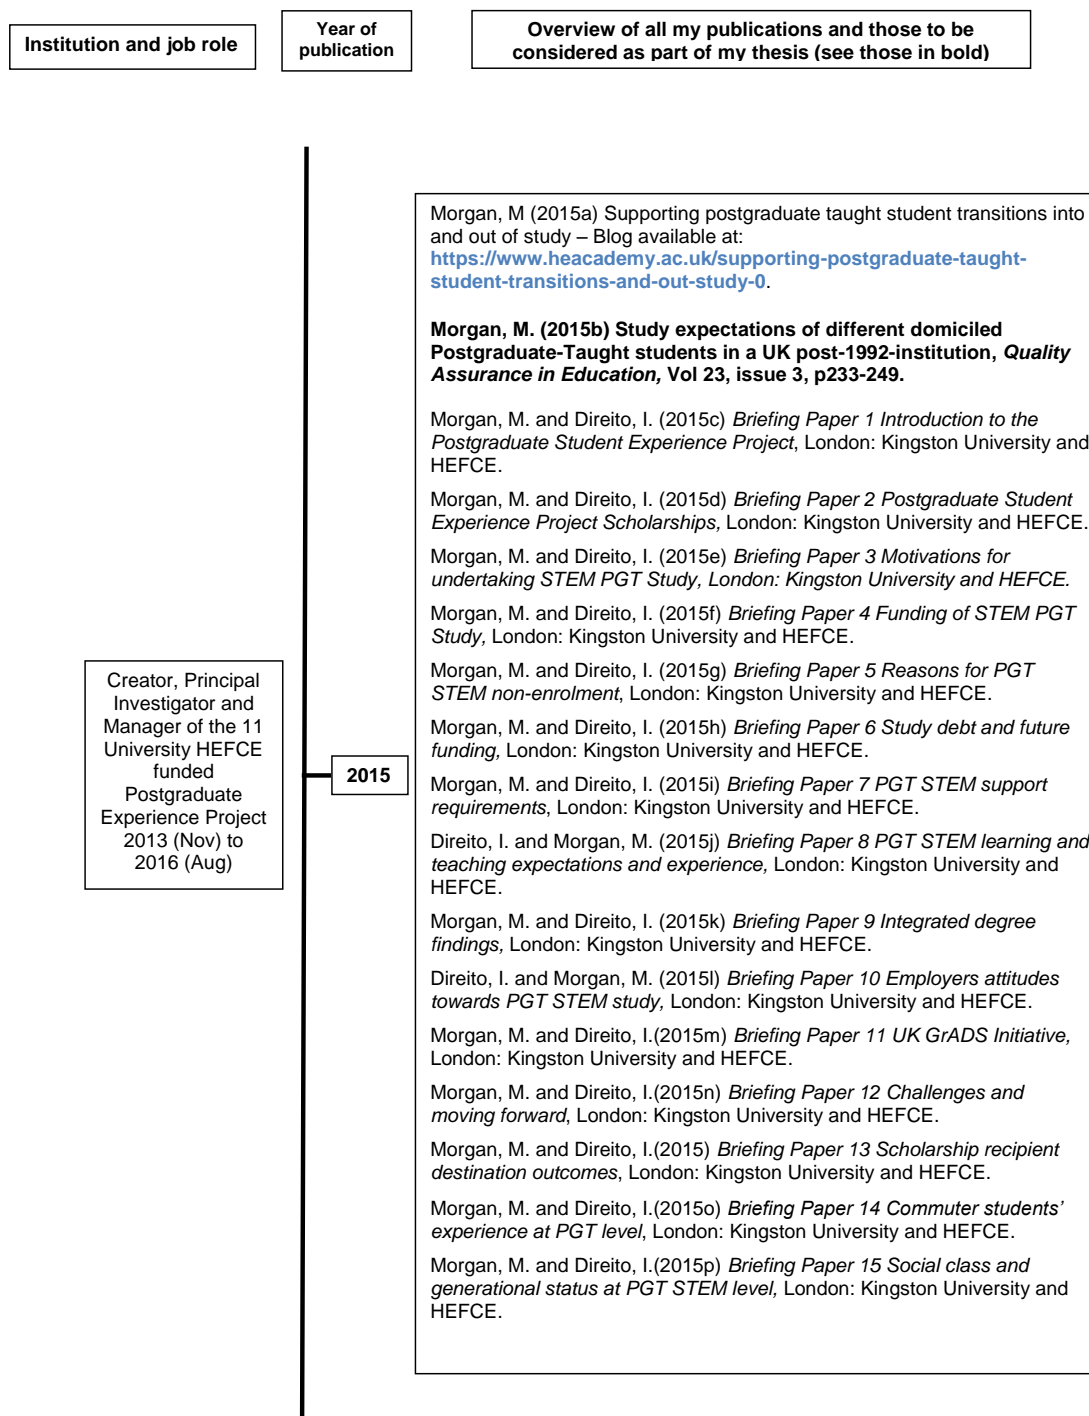 Institution and job role
Year of
publication
Overview of all my publications and those to be
considered as part of my thesis (see those in bold)
Morgan, M (2015a) Supporting postgraduate taught student transitions into
and out of study – Blog available at:
https://www.heacademy.ac.uk/supporting-postgraduate-taught-
student-transitions-and-out-study-0.
Morgan, M. (2015b) Study expectations of different domiciled
Postgraduate-Taught students in a UK post-1992-institution, Quality
Assurance in Education, Vol 23, issue 3, p233-249.
Morgan, M. and Direito, I. (2015c) Briefing Paper 1 Introduction to the
Postgraduate Student Experience Project, London: Kingston University and
HEFCE.
Morgan, M. and Direito, I. (2015d) Briefing Paper 2 Postgraduate Student
Experience Project Scholarships, London: Kingston University and HEFCE.
Morgan, M. and Direito, I. (2015e) Briefing Paper 3 Motivations for
undertaking STEM PGT Study, London: Kingston University and HEFCE.
Morgan, M. and Direito, I. (2015f) Briefing Paper 4 Funding of STEM PGT
Study, London: Kingston University and HEFCE.
Morgan, M. and Direito, I. (2015g) Briefing Paper 5 Reasons for PGT
STEM non-enrolment, London: Kingston University and HEFCE.
Morgan, M. and Direito, I. (2015h) Briefing Paper 6 Study debt and future
funding, London: Kingston University and HEFCE.
Morgan, M. and Direito, I. (2015i) Briefing Paper 7 PGT STEM support
requirements, London: Kingston University and HEFCE.
Direito, I. and Morgan, M. (2015j) Briefing Paper 8 PGT STEM learning and
teaching expectations and experience, London: Kingston University and
HEFCE.
Morgan, M. and Direito, I. (2015k) Briefing Paper 9 Integrated degree
findings, London: Kingston University and HEFCE.
Direito, I. and Morgan, M. (2015l) Briefing Paper 10 Employers attitudes
towards PGT STEM study, London: Kingston University and HEFCE.
Morgan, M. and Direito, I.(2015m) Briefing Paper 11 UK GrADS Initiative,
London: Kingston University and HEFCE.
Morgan, M. and Direito, I.(2015n) Briefing Paper 12 Challenges and
moving forward, London: Kingston University and HEFCE.
Morgan, M. and Direito, I.(2015) Briefing Paper 13 Scholarship recipient
destination outcomes, London: Kingston University and HEFCE.
Morgan, M. and Direito, I.(2015o) Briefing Paper 14 Commuter students’
experience at PGT level, London: Kingston University and HEFCE.
Morgan, M. and Direito, I.(2015p) Briefing Paper 15 Social class and
generational status at PGT STEM level, London: Kingston University and
HEFCE.
Creator, Principal
Investigator and
Manager of the 11
University HEFCE
funded
Postgraduate
Experience Project
2013 (Nov) to
2016 (Aug)
2015